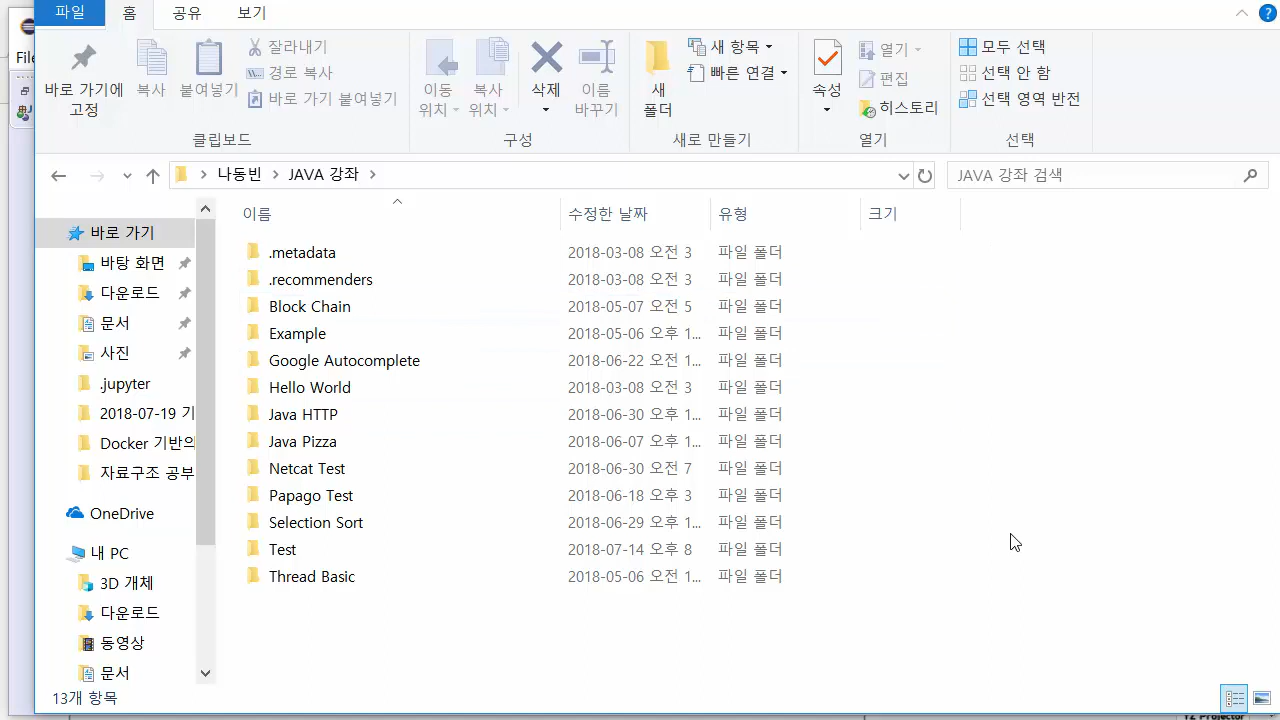 파일 홈 공유 보기
File
바로 가기에 고정
복사
붙여넣기
잘라내기
경로 복사
바로 가기 붙여넣기
클립보드
이동 위치
복사 위치
삭제
이름 바꾸기
구성
새 폴더
새 항목
빠른 연결
새로 만들기
속성
열기
편집
히스토리
열기
모두 선택
선택 안 함
선택 영역 반전
선택
나동빈 JAVA 강좌
JAVA 강좌 검색
바로 가기
바탕 화면
다운로드
문서
사진
.jupyter
2018-07-19 기
Docker 기반의
자료구조 공부
OneDrive
내 PC
3D 개체
다운로드
동영상
문서
이름 수정한 날짜 유형 크기
.metadata 2018-03-08 오전 3 파일 폴더
.recommenders 2018-03-08 오전 3 파일 폴더
Block Chain 2018-05-07 오전 5 파일 폴더
Example 2018-05-06 오후 1... 파일 폴더
Google Autocomplete 2018-06-22 오전 1... 파일 폴더
Hello World 2018-03-08 오전 3 파일 폴더
Java HTTP 2018-06-30 오후 1... 파일 폴더
Java Pizza 2018-06-07 오후 1... 파일 폴더
Netcat Test 2018-06-30 오전 7 파일 폴더
Papago Test 2018-06-18 오후 3 파일 폴더
Selection Sort 2018-06-29 오후 1... 파일 폴더
Test 2018-07-14 오후 8 파일 폴더
Thread Basic 2018-05-06 오전 1... 파일 폴더
13개 항목